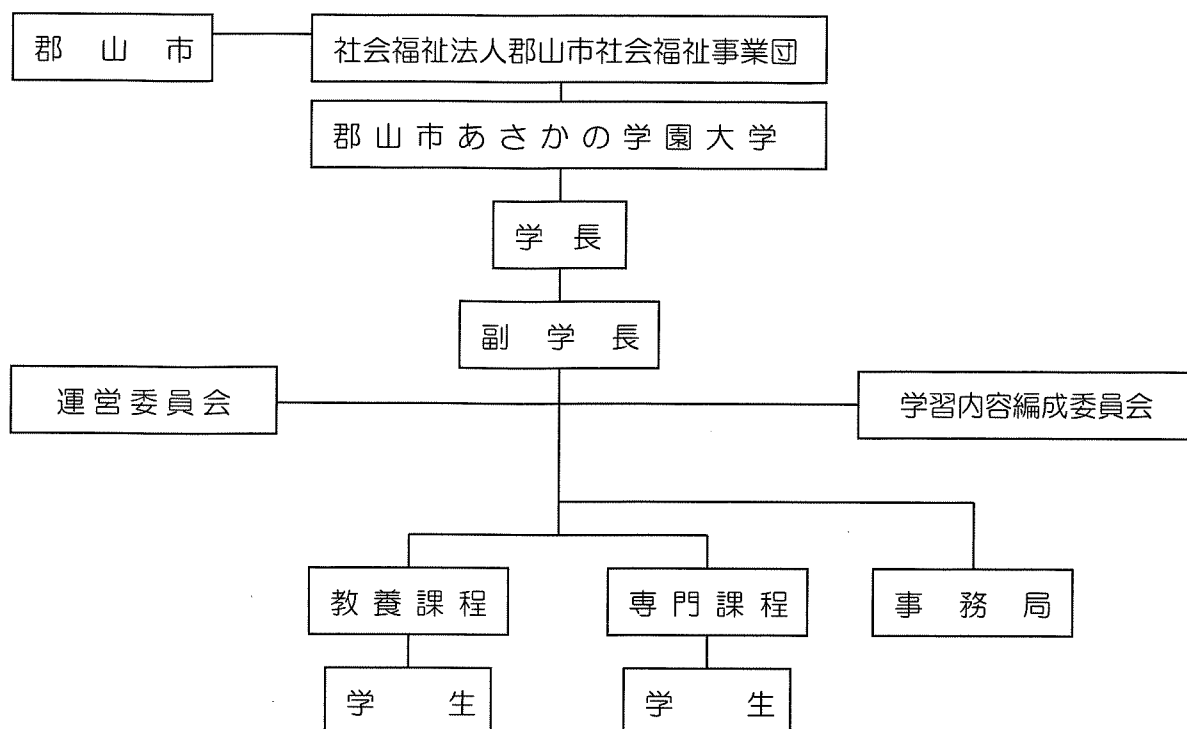 郡山市
社会福祉法人郡山市社会福祉事業団
郡山市あさかの学園大学
学長
副学長
運営委員会
学習内容編成委員会
教養課程
専門課程
事務局
学生
学生